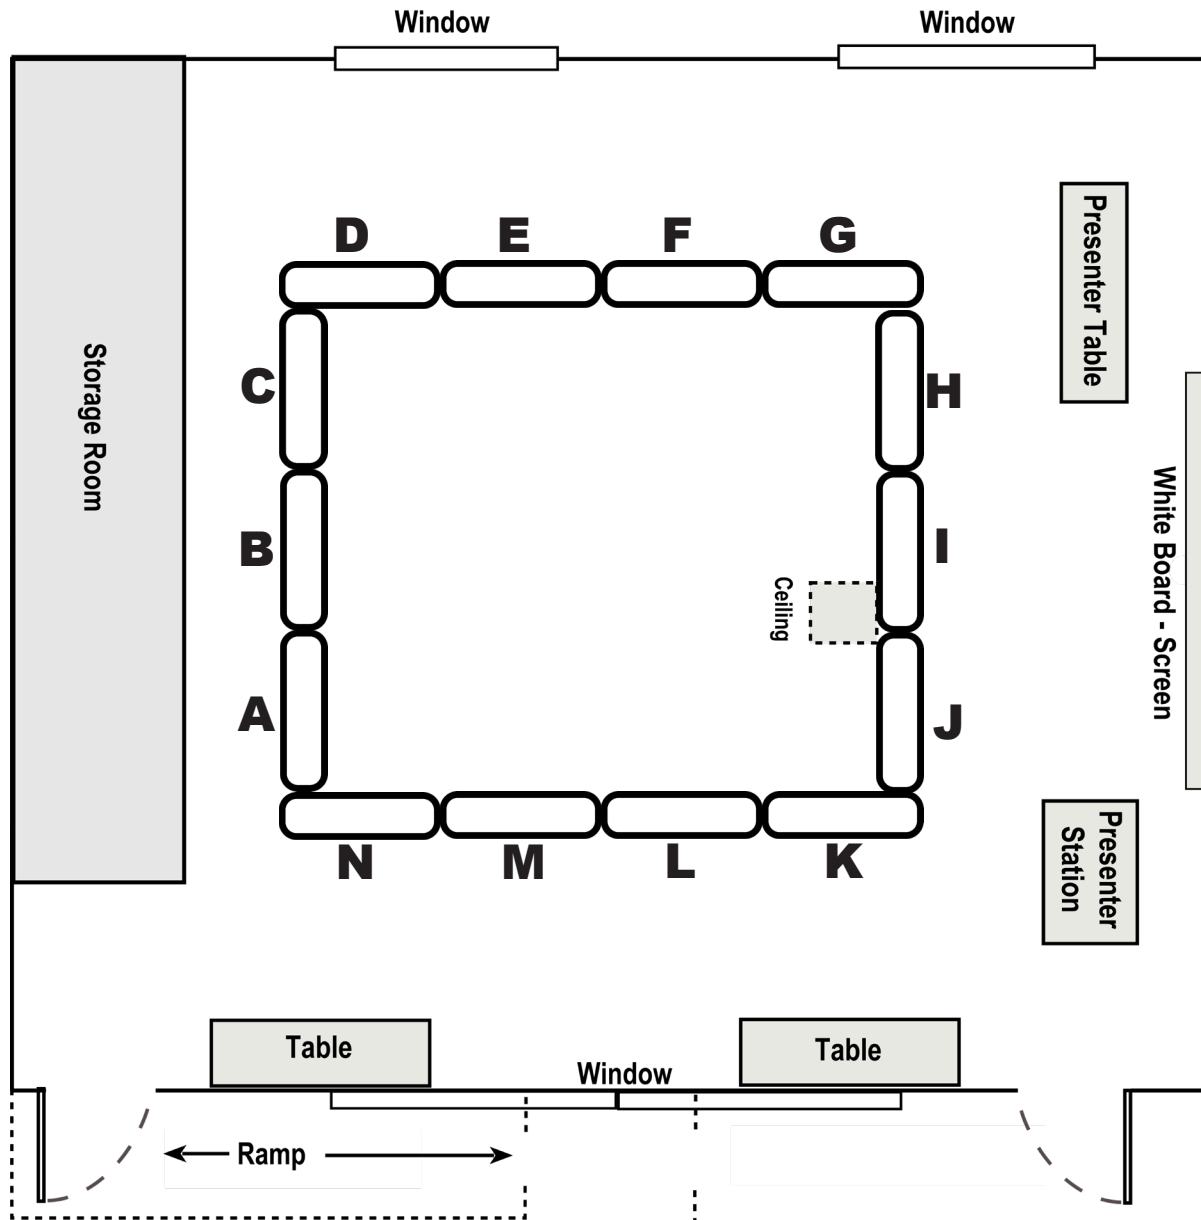 Window
Window
D
E
F
G
Presenter Table
Storage Room
C
H
White Board - Screen
B
I
Ceiling
A
J
N
M
L
K
Presenter
Station
Table
Table
Window
Ramp